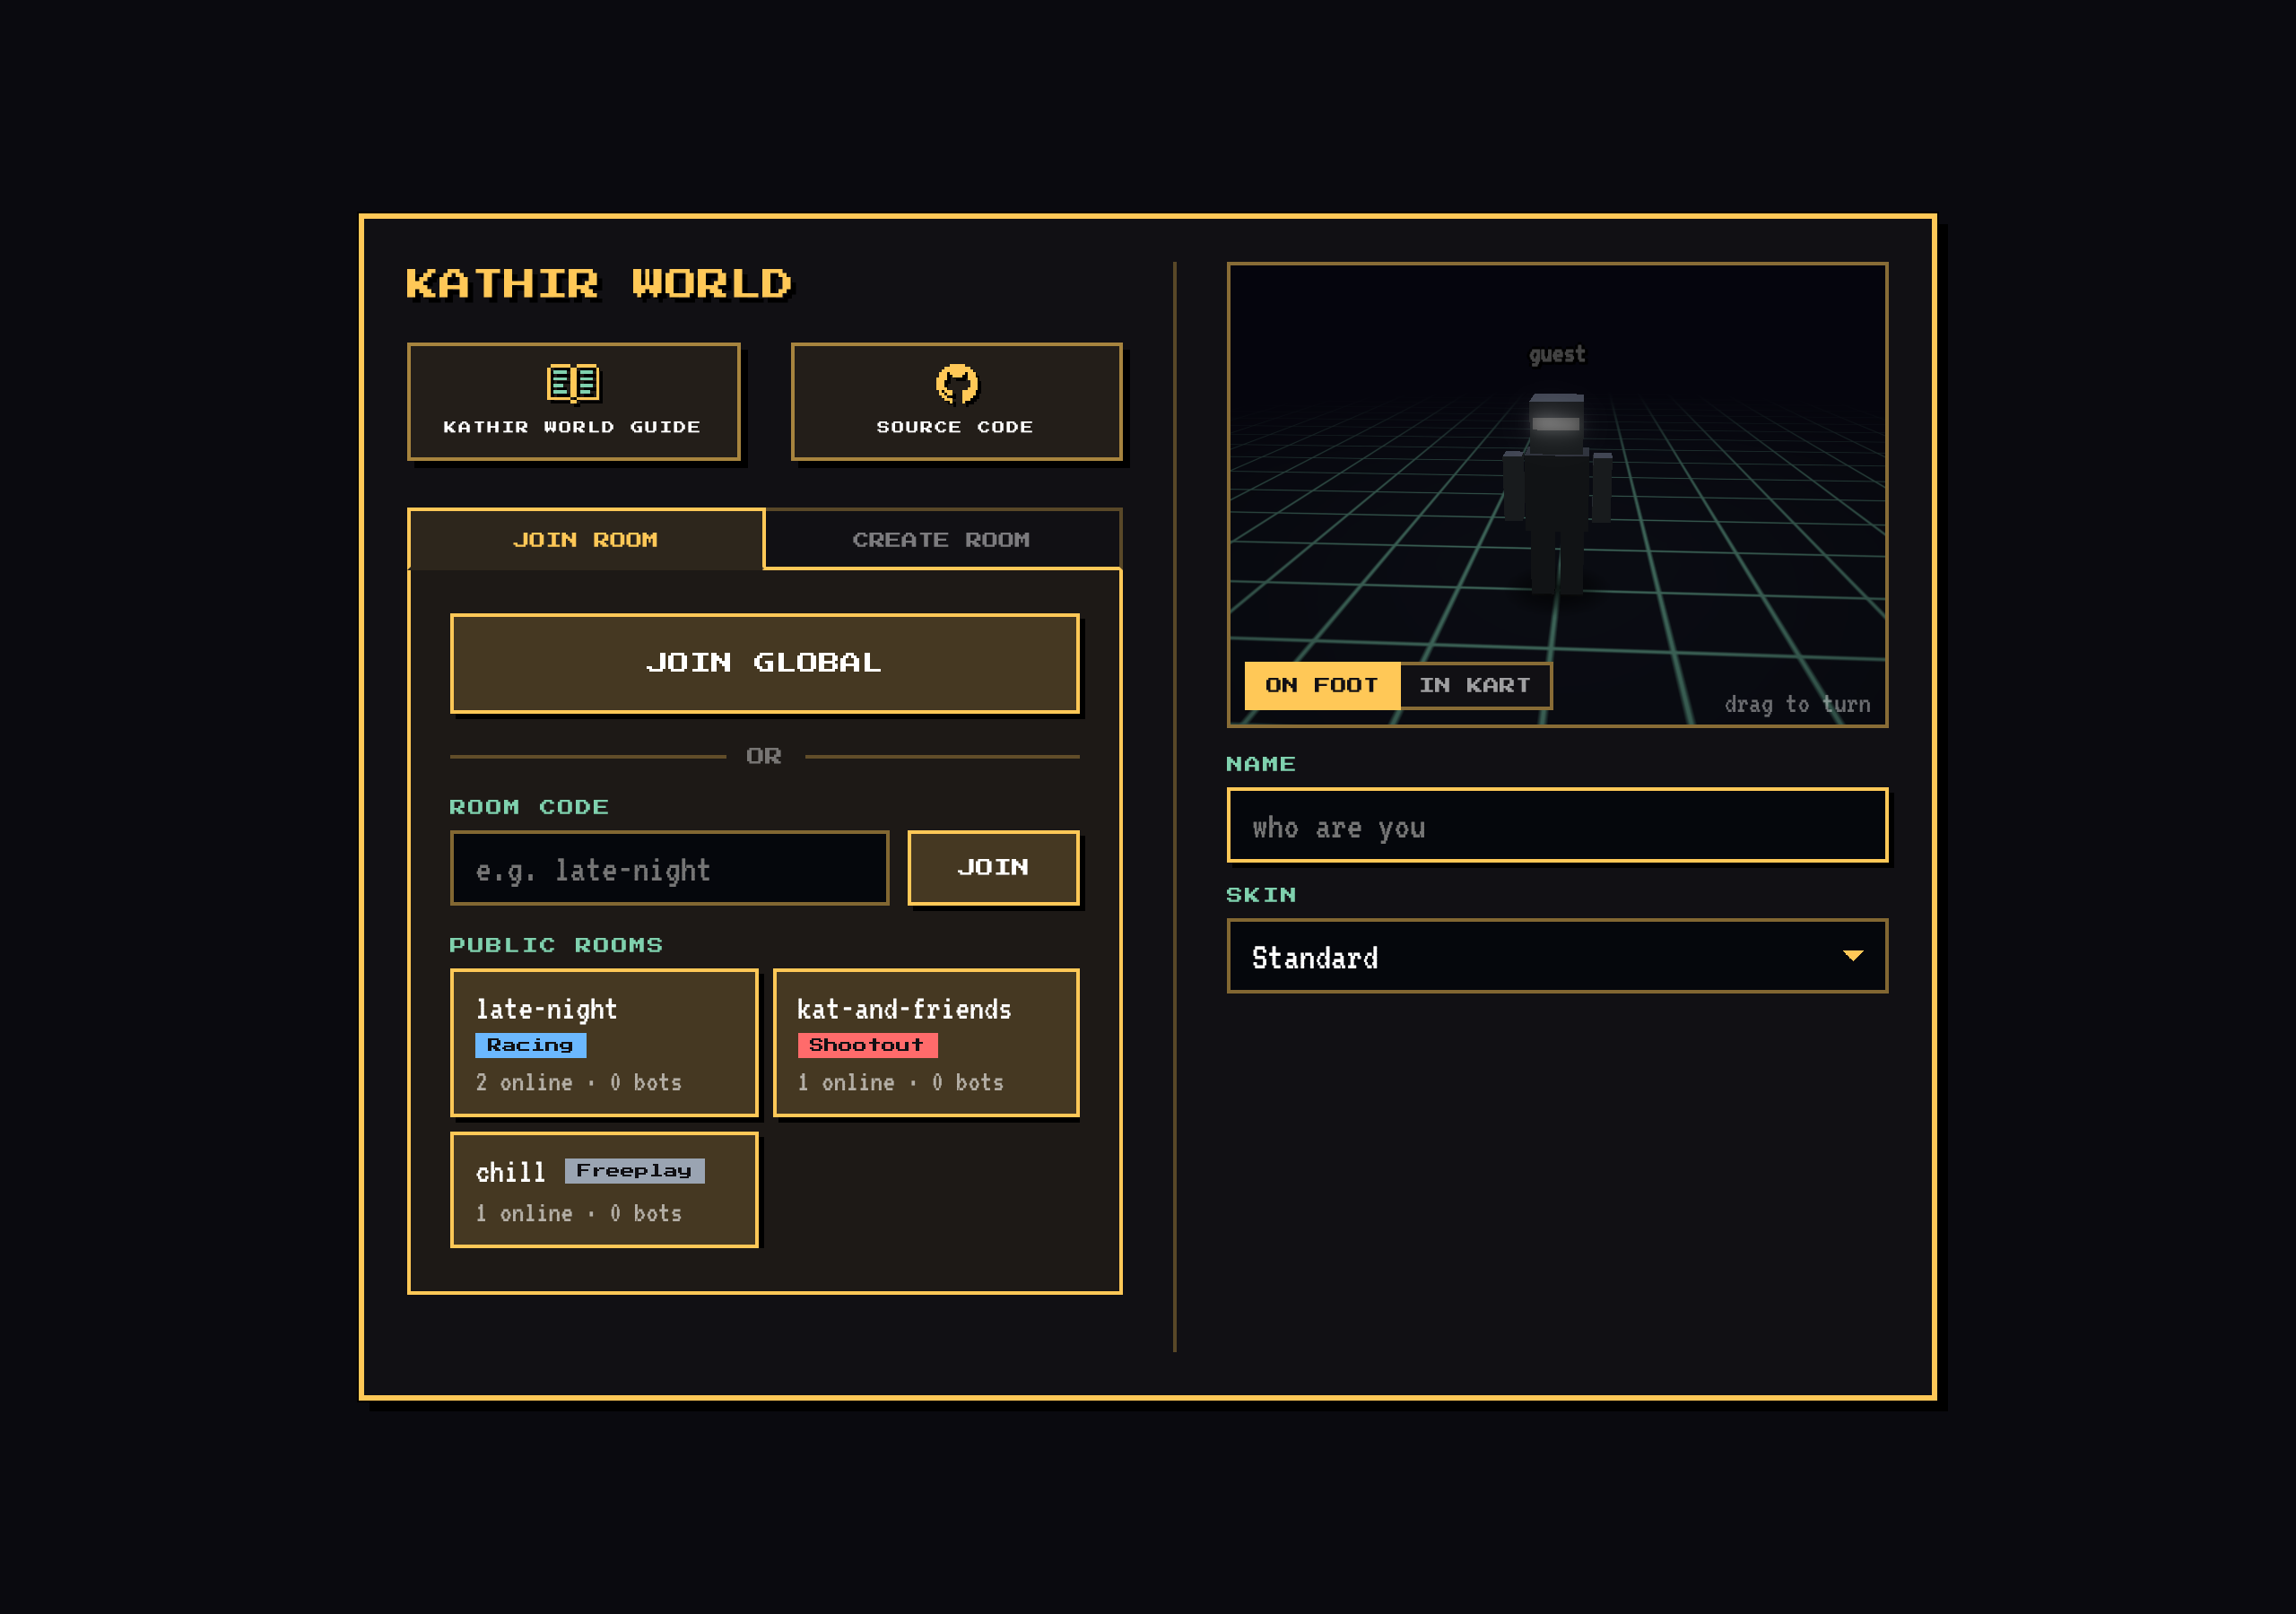 KATHIR WORLD
KATHIR WORLD GUIDE
SOURCE CODE
JOIN ROOM
CREATE ROOM
JOIN GLOBAL
OR
ROOM CODE
e.g. late-night
JOIN
PUBLIC ROOMS
late-night
Racing
2 online · 0 bots
kat-and-friends
Shootout
1 online · 0 bots
chill Freeplay
1 online · 0 bots
guest
ON FOOT
IN KART
drag to turn
NAME
who are you
SKIN
Standard